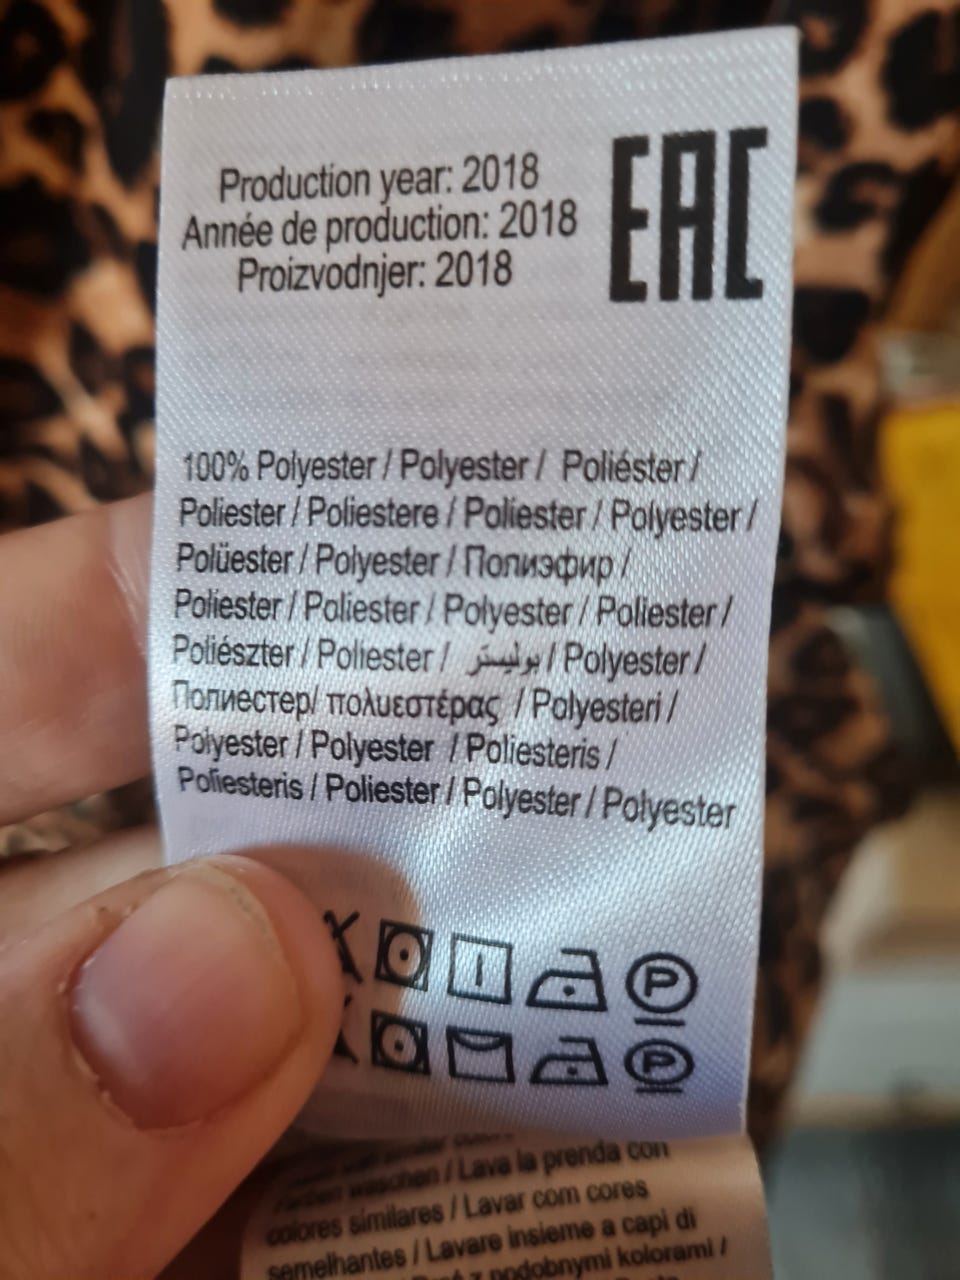 Production year: 2018
Année de production: 2018
Proizvodnjer: 2018
EAC
100% Polyester / Polyester / Poliéster /
Poliester / Poliestere / Poliester / Polyester /
Polüester / Polyester / Полиэфир /
Poliester / Poliester / Polyester / Poliester /
Poliészter / Poliester / بوليستر / Polyester /
Полиестер/ πολυεστέρας / Polyesteri /
Polyester / Polyester / Poliesteris /
Poliesteris / Poliester / Polyester / Polyester
P
P
waschen / Lava la prenda con
colores similares / Lavar com cores
semelhantes / Lavare insieme a capi di
z podobnymi kolorami /